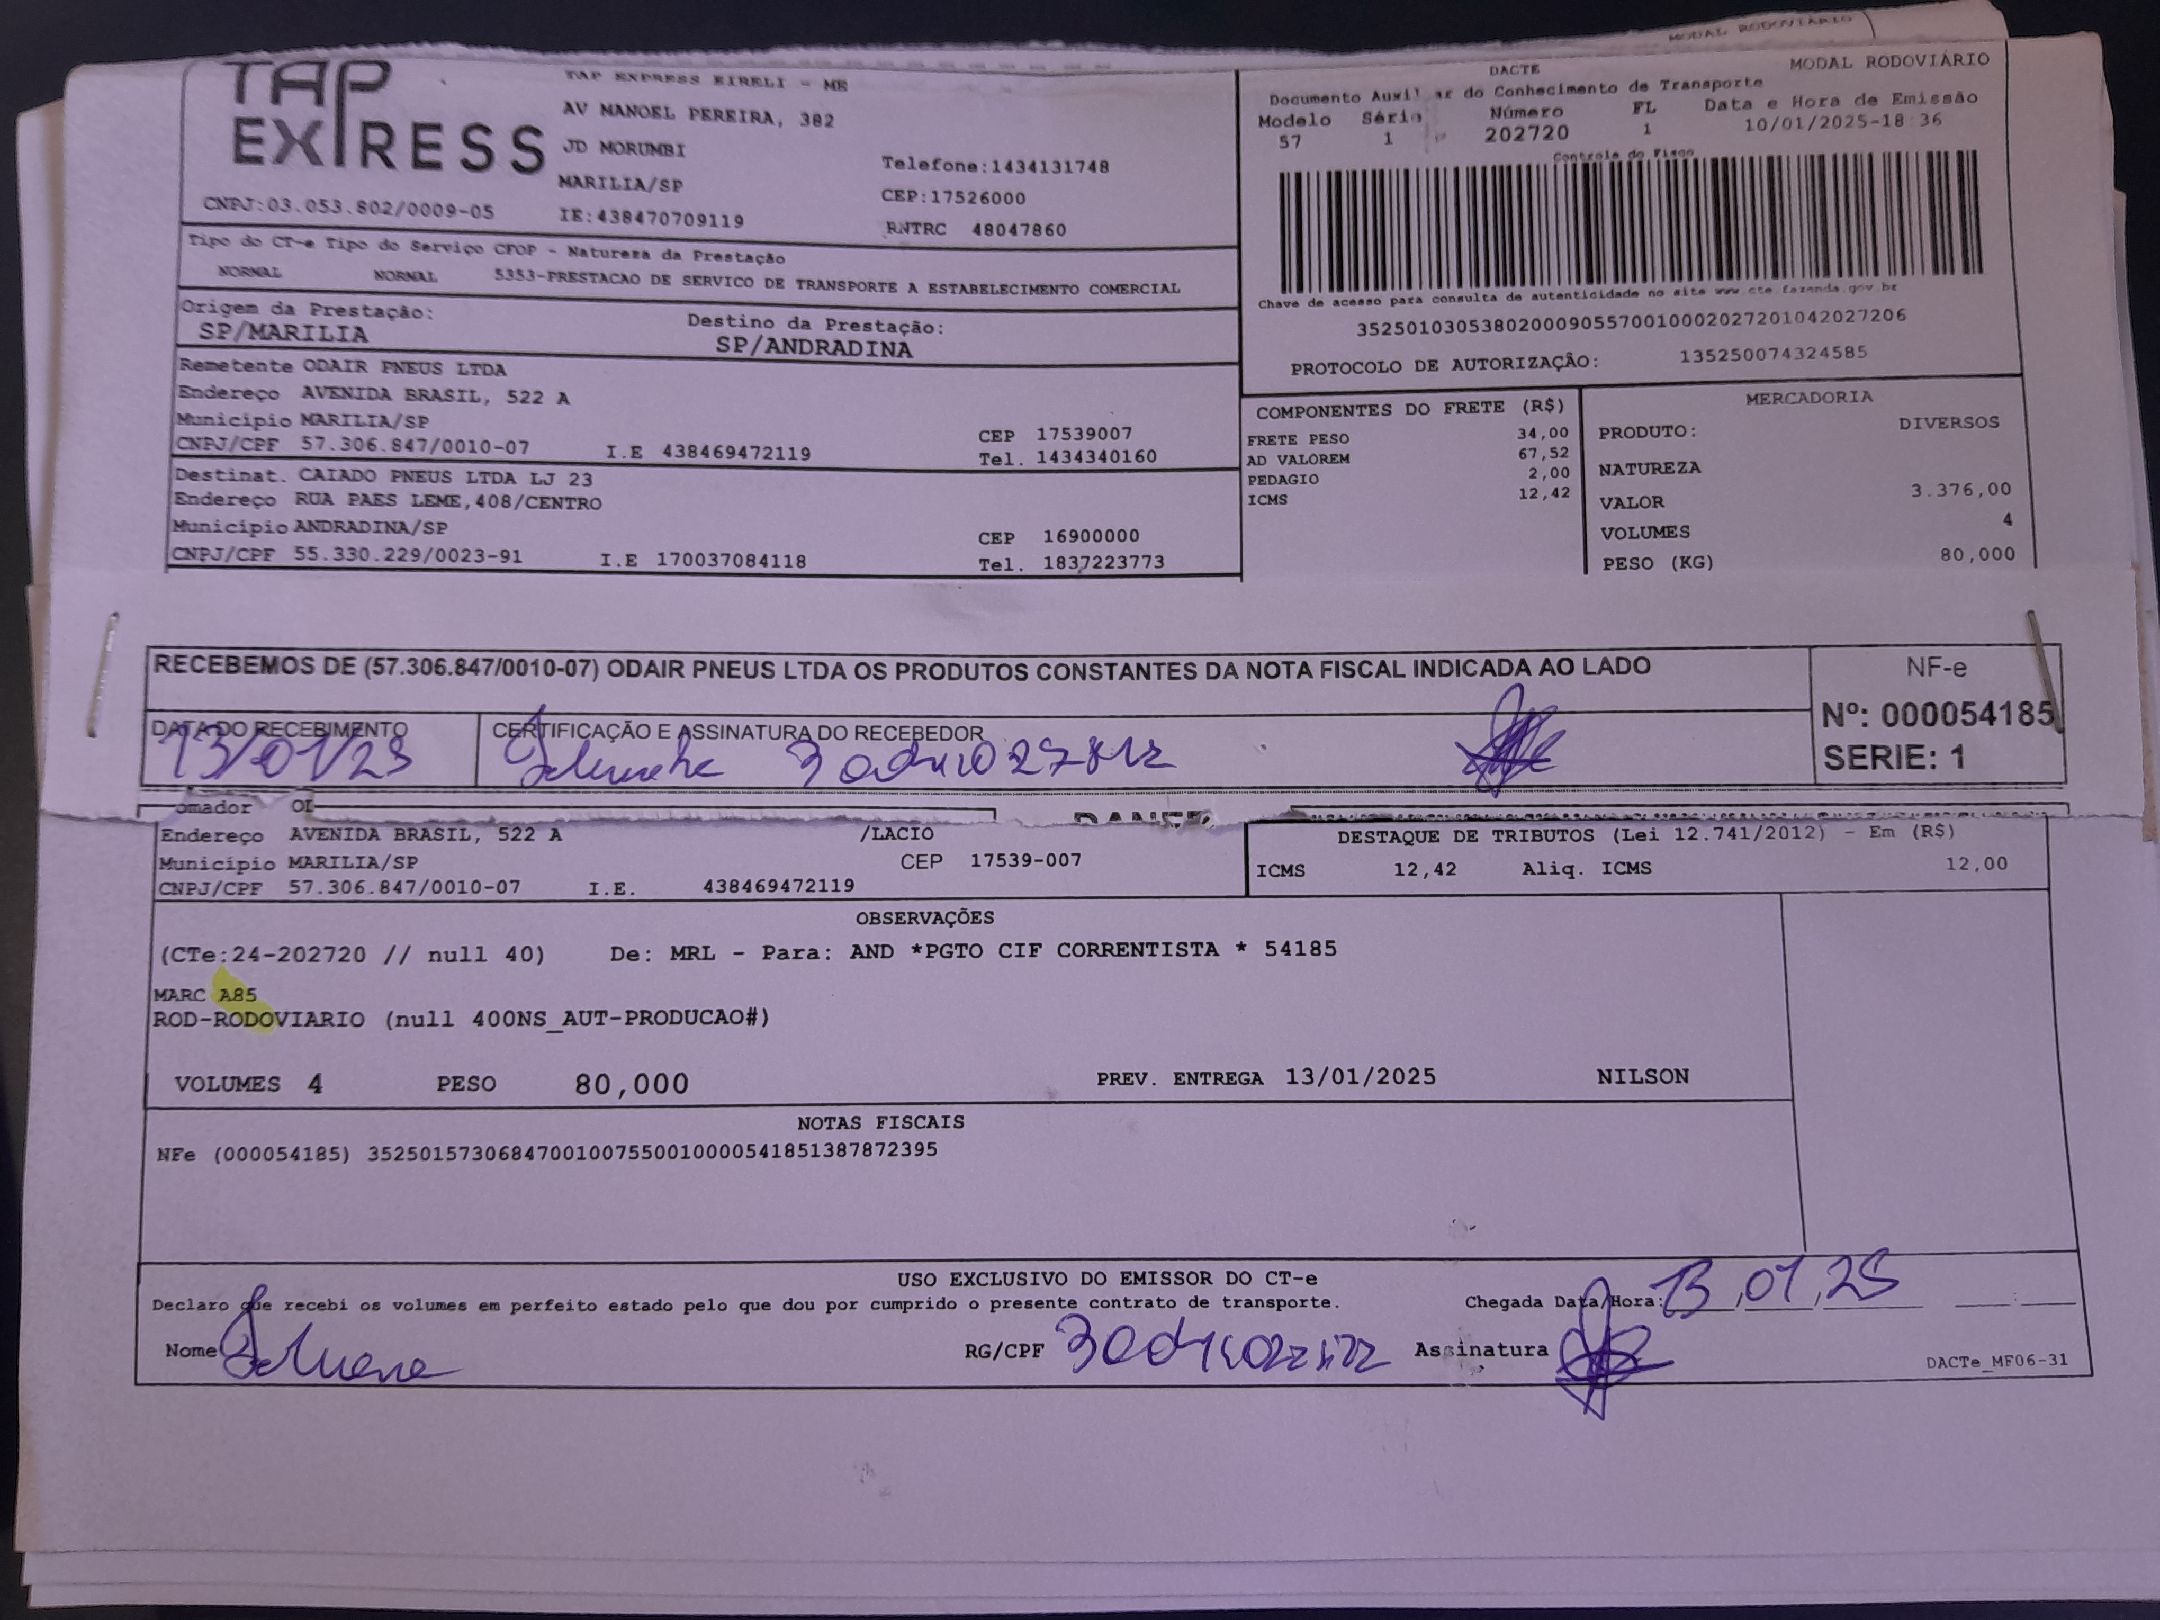 MODAL RODOVIÁRIO
TAP EXPRESS
TAP EXPRESS EIRELI - ME
AV MANOEL PEREIRA, 382
JD MORUMBI
MARILIA/SP
Telefone:1434131748
CEP:17526000
CNPJ:03.053.802/0009-05
IE:438470709119
RNTRC 48047860
DACTE
MODAL RODOVIÁRIO
Documento Auxil ar do Conhecimento de Transporte
Modelo Série Número FL Data e Hora de Emissão
57 1 202720 1 10/01/2025-18:36
Controle do Fisco
Chave de acesso para consulta de autenticidade no site www.cte.fazenda.gov.br
35250103053802000905570010002027201042027206
PROTOCOLO DE AUTORIZAÇÃO: 135250074324585
Tipo do CT-e Tipo do Serviço CFOP - Natureza da Prestação
NORMAL NORMAL 5353-PRESTACAO DE SERVICO DE TRANSPORTE A ESTABELECIMENTO COMERCIAL
Origem da Prestação:
SP/MARILIA
Destino da Prestação:
SP/ANDRADINA
Remetente ODAIR PNEUS LTDA
Endereço AVENIDA BRASIL, 522 A
Município MARILIA/SP
CEP 17539007
CNPJ/CPF 57.306.847/0010-07 I.E 438469472119 Tel. 1434340160
Destinat. CAIADO PNEUS LTDA LJ 23
Endereço RUA PAES LEME,408/CENTRO
Município ANDRADINA/SP
CEP 16900000
CNPJ/CPF 55.330.229/0023-91 I.E 170037084118 Tel. 1837223773
COMPONENTES DO FRETE (R$)
FRETE PESO 34,00
AD VALOREM 67,52
PEDAGIO 2,00
ICMS 12,42
MERCADORIA
PRODUTO: DIVERSOS
NATUREZA
VALOR 3.376,00
VOLUMES 4
PESO (KG) 80,000
RECEBEMOS DE (57.306.847/0010-07) ODAIR PNEUS LTDA OS PRODUTOS CONSTANTES DA NOTA FISCAL INDICADA AO LADO
NF-e
Nº: 000054185
SERIE: 1
DATA DO RECEBIMENTO
13/01/25
CERTIFICAÇÃO E ASSINATURA DO RECEBEDOR
omador
Endereço AVENIDA BRASIL, 522 A /LACIO
Município MARILIA/SP CEP 17539-007
CNPJ/CPF 57.306.847/0010-07 I.E. 438469472119
DESTAQUE DE TRIBUTOS (Lei 12.741/2012) - Em (R$)
ICMS 12,42 Aliq. ICMS 12,00
OBSERVAÇÕES
(CTe:24-202720 // null 40) De: MRL - Para: AND *PGTO CIF CORRENTISTA * 54185
MARC A85
ROD-RODOVIARIO (null 400NS_AUT-PRODUCAO#)
VOLUMES 4 PESO 80,000 PREV. ENTREGA 13/01/2025 NILSON
NOTAS FISCAIS
NFe (000054185) 35250157306847001007550010000541851387872395
USO EXCLUSIVO DO EMISSOR DO CT-e
Declaro que recebi os volumes em perfeito estado pelo que dou por cumprido o presente contrato de transporte.
Chegada Data/Hora: 13,01,25
Nome
RG/CPF
Assinatura
DACTe_MF06-31